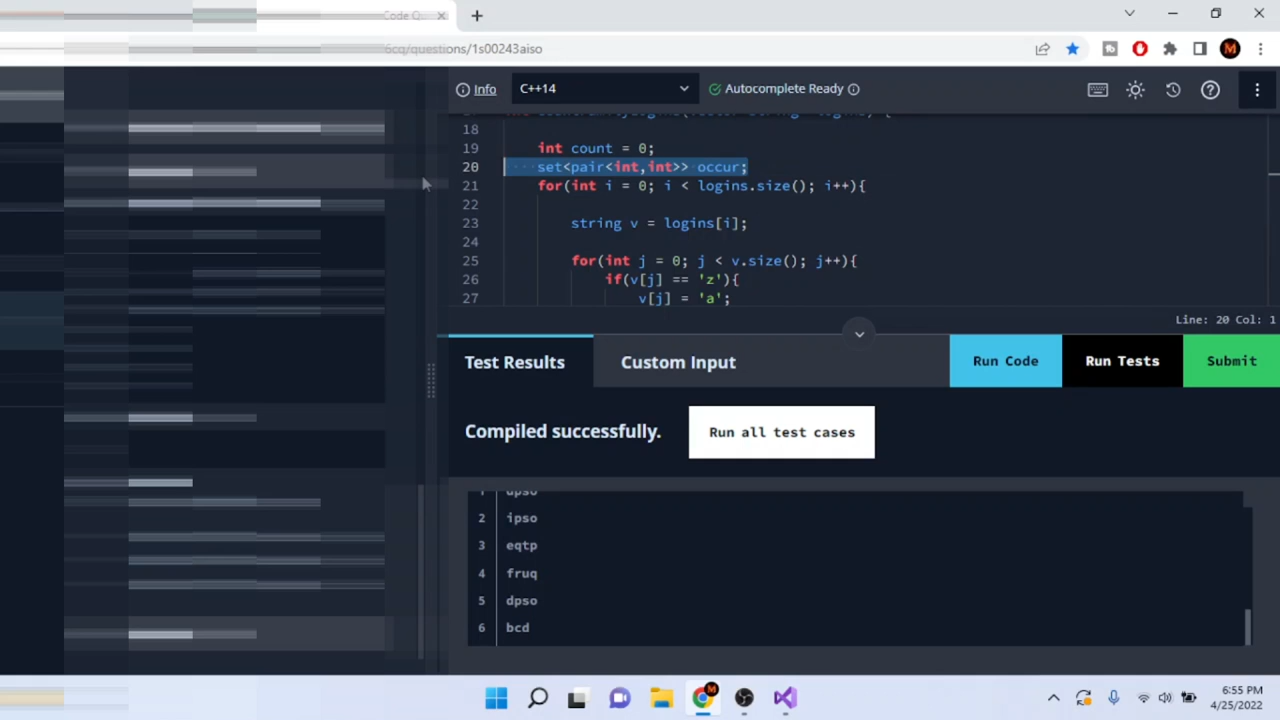 Code Q
6cq/questions/1s00243aiso
M
Info
C++14
Autocomplete Ready
18
19 int count = 0;
20 set<pair<int,int>> occur;
21 for(int i = 0; i < logins.size(); i++){
22
23 string v = logins[i];
24
25 for(int j = 0; j < v.size(); j++){
26 if(v[j] == 'z'){
27 v[j] = 'a';
Line: 20 Col: 1
Test Results
Custom Input
Run Code
Run Tests
Submit
Compiled successfully.
Run all test cases
2 ipso
3 eqtp
4 fruq
5 dpso
6 bcd
6:55 PM
4/25/2022